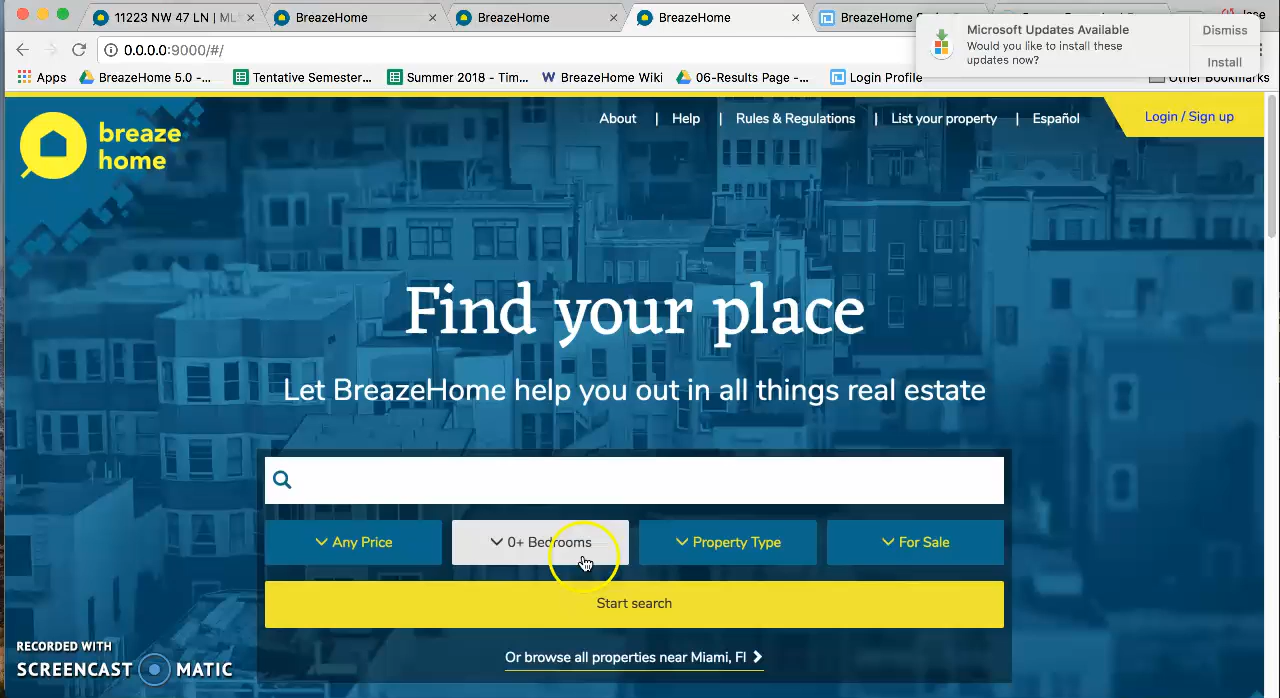 11223 NW 47 LN | ML
BreazeHome
BreazeHome
BreazeHome
BreazeHome
Microsoft Updates Available
Would you like to install these
updates now?
Dismiss
Install
0.0.0.0:9000/#/
Apps
BreazeHome 5.0 -...
Tentative Semester...
Summer 2018 - Tim...
BreazeHome Wiki
06-Results Page -...
Login Profile
Other Bookmarks
breaze
home
About | Help | Rules & Regulations | List your property | Español
Login / Sign up
Find your place
Let BreazeHome help you out in all things real estate
Any Price
0+ Bedrooms
Property Type
For Sale
Start search
Or browse all properties near Miami, Fl
RECORDED WITH
SCREENCAST MATIC